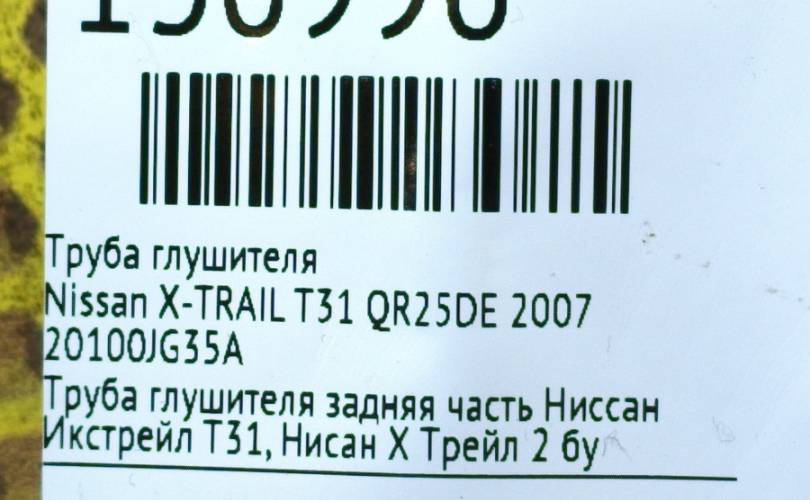 Труба глушителя
Nissan X-TRAIL T31 QR25DE 2007
20100JG35A
Труба глушителя задняя часть Ниссан
Икстрейл Т31, Нисан Х Трейл 2 бу